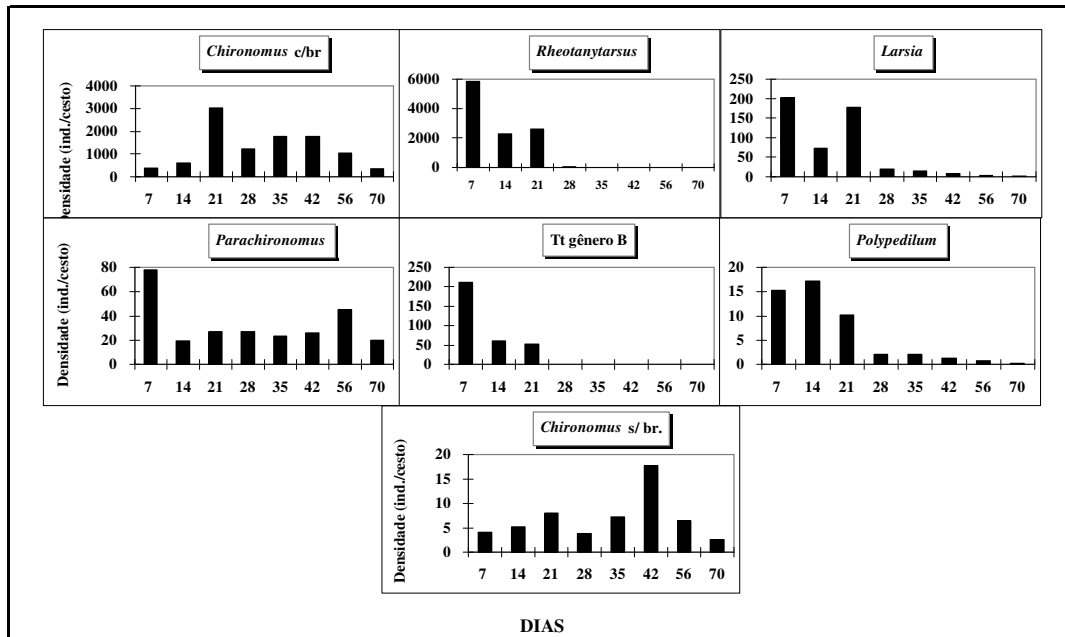 Chironomus c/br
Densidade (ind./cesto)
4000
3000
2000
1000
0
7 14 21 28 35 42 56 70
Rheotanytarsus
6000
4000
2000
0
7 14 21 28 35 42 56 70
Larsia
250
200
150
100
50
0
7 14 21 28 35 42 56 70
Parachironomus
Densidade (ind./cesto)
80
60
40
20
0
7 14 21 28 35 42 56 70
Tt gênero B
250
200
150
100
50
0
7 14 21 28 35 42 56 70
Polypedilum
20
15
10
5
0
7 14 21 28 35 42 56 70
Chironomus s/ br.
Densidade (ind./cesto)
20
15
10
5
0
7 14 21 28 35 42 56 70
DIAS